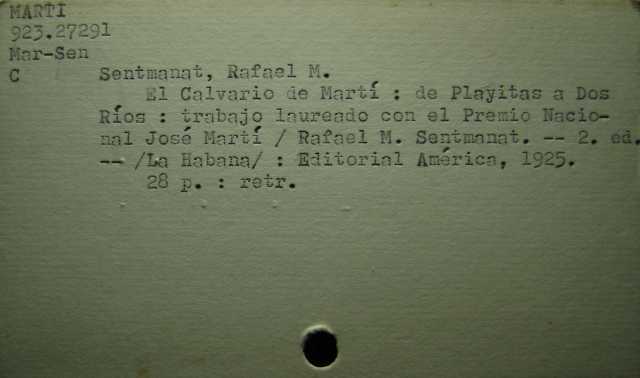 MARTI
923.27291
Mar-Sen
C Sentmanat, Rafael M.
El Calvario de Martí : de Playitas a Dos
Ríos : trabajo laureado con el Premio Nacio-
nal José Martí / Rafael M. Sentmanat. -- 2. ed.
-- /La Habana/ : Editorial América, 1925.
28 p. : retr.